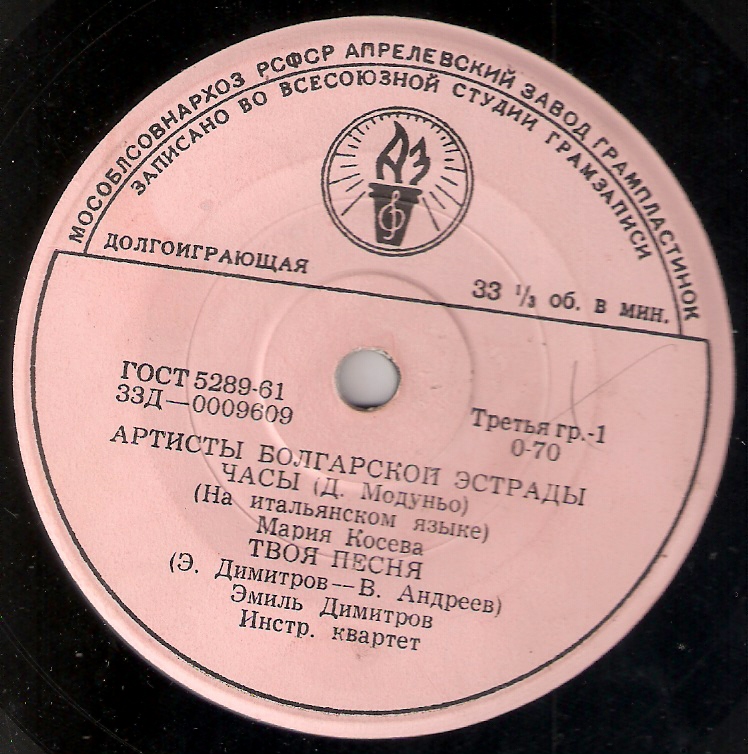 МОСОБЛСОВНАРХОЗ РСФСР АПРЕЛЕВСКИЙ ЗАВОД ГРАМПЛАСТИНОК
ЗАПИСАНО ВО ВСЕСОЮЗНОЙ СТУДИИ ГРАМЗАПИСИ
АЗ
ДОЛГОИГРАЮЩАЯ
33 1/3 об. в мин.
ГОСТ 5289-61
33Д—0009609
Третья гр.-1
0-70
АРТИСТЫ БОЛГАРСКОЙ ЭСТРАДЫ
ЧАСЫ (Д. Модуньо)
(На итальянском языке)
Мария Косева
ТВОЯ ПЕСНЯ
(Э. Димитров—В. Андреев)
Эмиль Димитров
Инстр. квартет